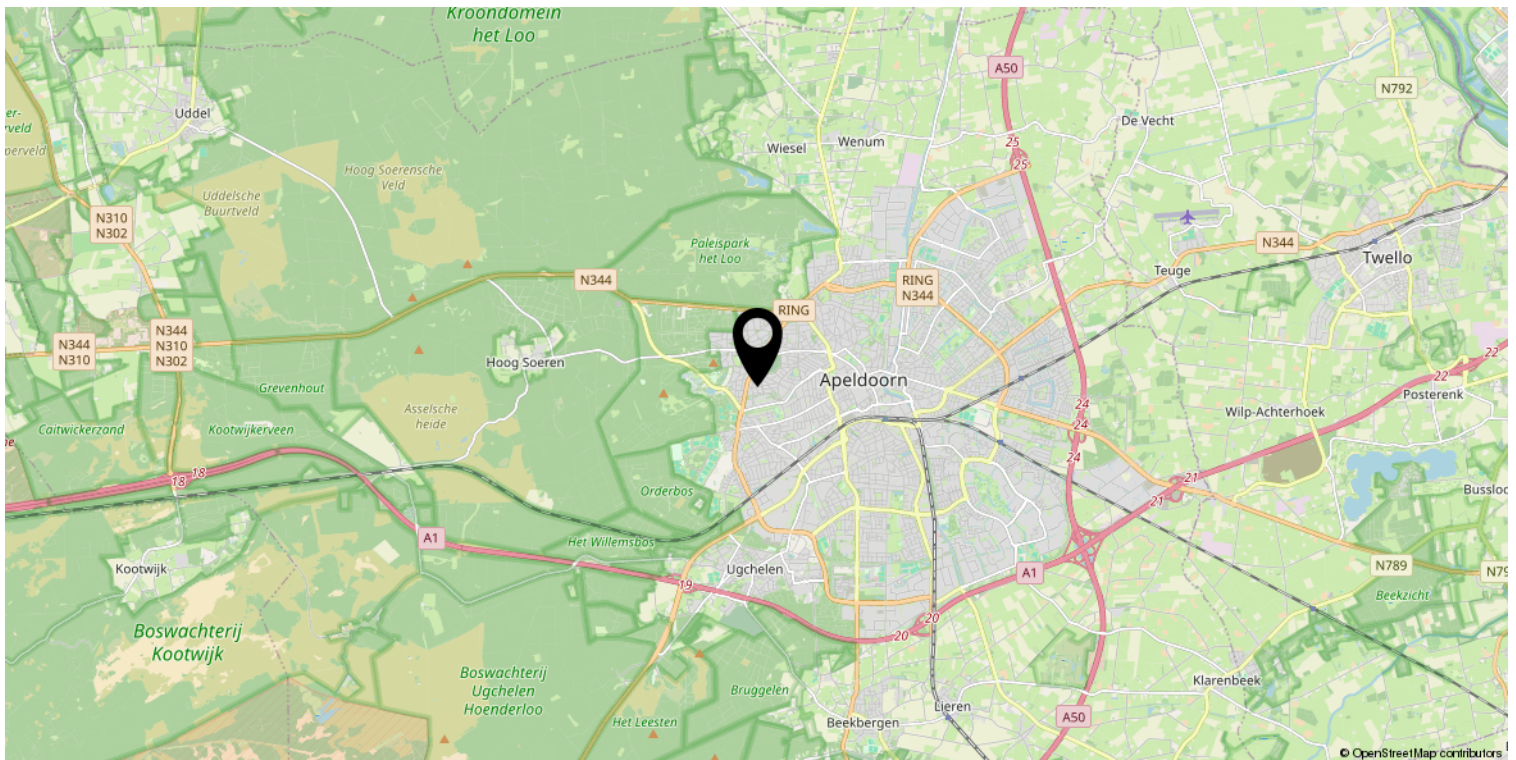 Kroondomein
het Loo
A50
N792
Uddel
De Vecht
Wiesel
Wenum
25
25
Hoog Soerensche
Veld
Uddelsche
Buurtveld
N310
N302
Paleispark
het Loo
N344
Twello
Teuge
N344
RING
N344
RING
N344
N310
N344
N310
N302
Hoog Soeren
22
22
Posterenk
Grevenhout
Apeldoorn
Asselsche
heide
24
24
24
Wilp-Achterhoek
Caitwickerzand
Kootwijkerveen
18
18
21
21
Orderbos
A1
Het Willemsbos
Kootwijk
19
Ugchelen
A1
N789
Beekzicht
20
20
Boswachterij
Kootwijk
Boswachterij
Ugchelen
Hoenderloo
Bruggelen
Klarenbeek
Het Leesten
Beekbergen
Lieren
A50
© OpenStreetMap contributors